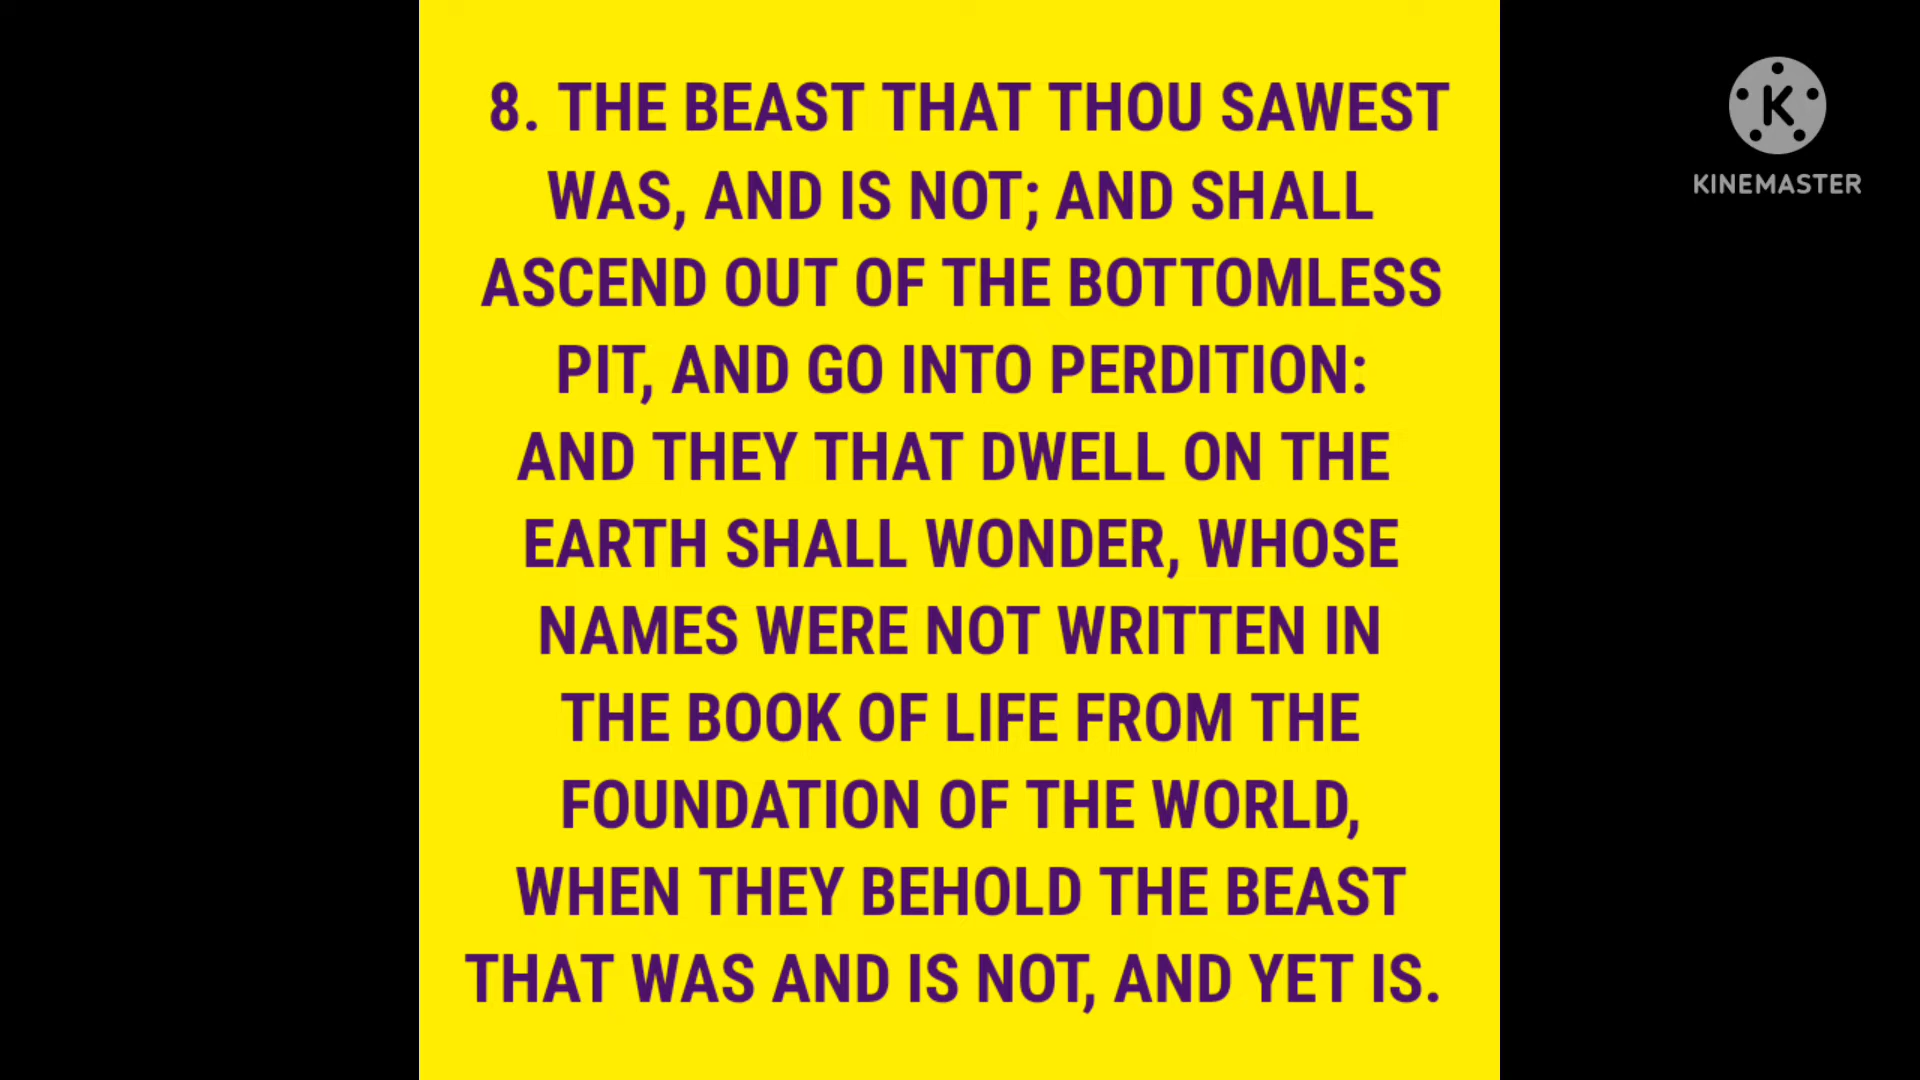 8. THE BEAST THAT THOU SAWEST
WAS, AND IS NOT; AND SHALL
ASCEND OUT OF THE BOTTOMLESS
PIT, AND GO INTO PERDITION:
AND THEY THAT DWELL ON THE
EARTH SHALL WONDER, WHOSE
NAMES WERE NOT WRITTEN IN
THE BOOK OF LIFE FROM THE
FOUNDATION OF THE WORLD,
WHEN THEY BEHOLD THE BEAST
THAT WAS AND IS NOT, AND YET IS.
K
KINEMASTER